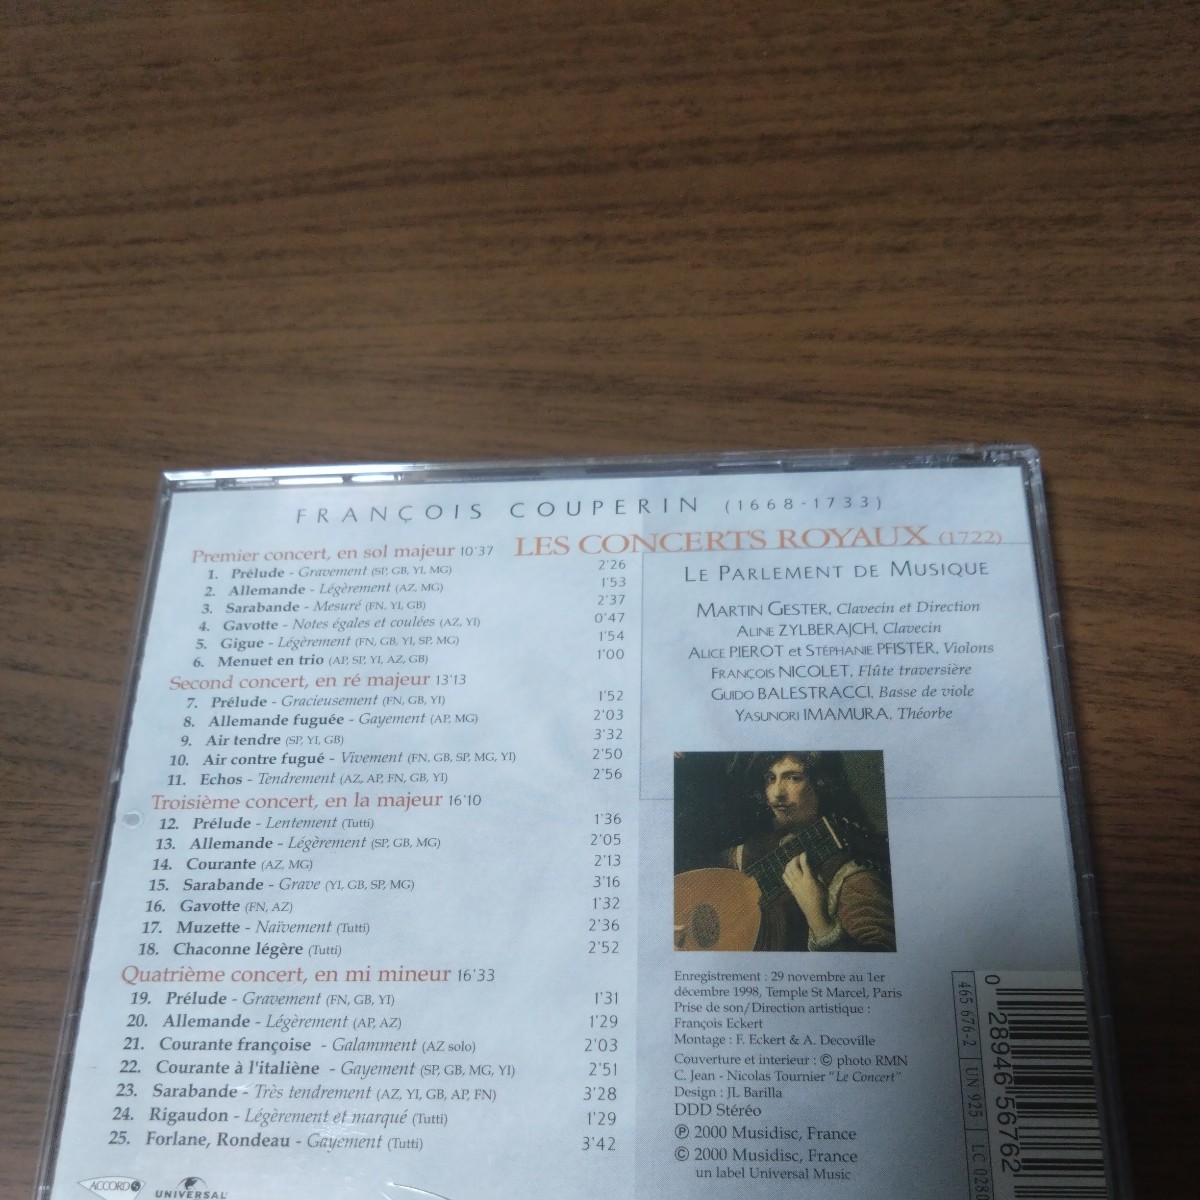 FRANÇOIS COUPERIN (1668-1733)
LES CONCERTS ROYAUX (1722)
Premier concert, en sol majeur 10'37
1. Prélude - Gravement (SP, GB, YI, MG) 2'26
2. Allemande - Légèrement (AZ, MG) 1'53
3. Sarabande - Mesuré (FN, YI, GB) 2'37
4. Gavotte - Notes égales et coulées (AZ, YI) 0'47
5. Gigue - Légèrement (FN, GB, YI, SP, MG) 1'54
6. Menuet en trio (AP, SP, YI, AZ, GB) 1'00
Second concert, en ré majeur 13'13
7. Prélude - Gracieusement (FN, GB, YI) 1'52
8. Allemande fuguée - Gayement (AP, MG) 2'03
9. Air tendre (SP, YI, GB) 3'32
10. Air contre fugué - Vivement (FN, GB, SP, MG, YI) 2'50
11. Echos - Tendrement (AZ, AP, FN, GB, YI) 2'56
Troisième concert, en la majeur 16'10
12. Prélude - Lentement (Tutti) 1'36
13. Allemande - Légèrement (SP, GB, MG) 2'05
14. Courante (AZ, MG) 2'13
15. Sarabande - Grave (YI, GB, SP, MG) 3'16
16. Gavotte (FN, AZ) 1'32
17. Muzette - Naïvement (Tutti) 2'36
18. Chaconne légère (Tutti) 2'52
Quatrième concert, en mi mineur 16'33
19. Prélude - Gravement (FN, GB, YI) 1'31
20. Allemande - Légèrement (AP, AZ) 1'29
21. Courante françoise - Galamment (AZ solo) 2'03
22. Courante à l'italiène - Gayement (SP, GB, MG, YI) 2'51
23. Sarabande - Très tendrement (AZ, YI, GB, AP, FN) 3'28
24. Rigaudon - Légèrement et marqué (Tutti) 1'29
25. Forlane, Rondeau - Gayement (Tutti) 3'42
ACCORD
UNIVERSAL
LE PARLEMENT DE MUSIQUE
MARTIN GESTER, Clavecin et Direction
ALINE ZYLBERAJCH, Clavecin
ALICE PIEROT et STÉPHANIE PFISTER, Violons
FRANÇOIS NICOLET, Flûte traversière
GUIDO BALESTRACCI, Basse de viole
YASUNORI IMAMURA, Théorbe
Enregistrement : 29 novembre au 1er
décembre 1998, Temple St Marcel, Paris
Prise de son/Direction artistique :
François Eckert
Montage : F. Eckert & A. Decoville
Couverture et interieur : © photo RMN
C. Jean - Nicolas Tournier "Le Concert"
Design : JL Barilla
DDD Stéréo
℗ 2000 Musidisc, France
© 2000 Musidisc, France
un label Universal Music
465 676-2
UN 925
LC 0280
0 28946 56762